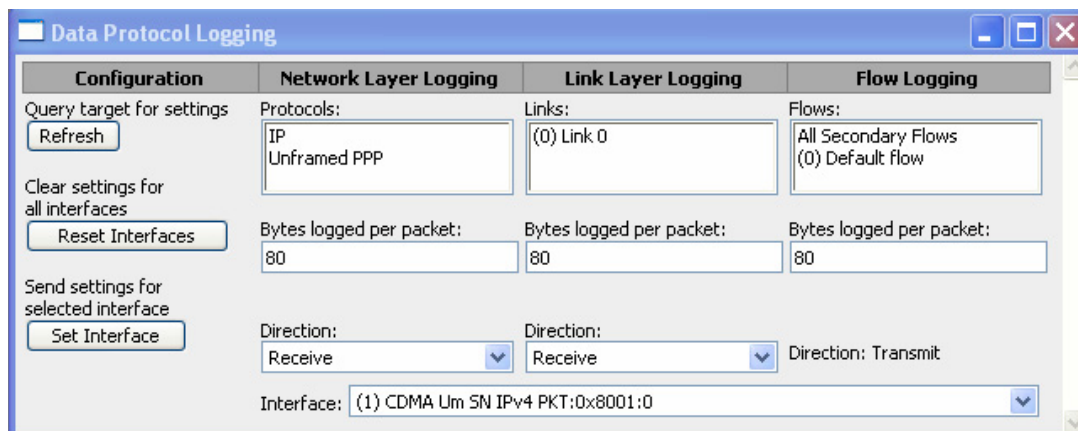 Data Protocol Logging
Configuration
Network Layer Logging
Link Layer Logging
Flow Logging
Query target for settings
Refresh
Clear settings for
all interfaces
Reset Interfaces
Send settings for
selected interface
Set Interface
Protocols:
IP
Unframed PPP
Bytes logged per packet:
80
Direction:
Receive
Links:
(0) Link 0
Bytes logged per packet:
80
Direction:
Receive
Flows:
All Secondary Flows
(0) Default flow
Bytes logged per packet:
80
Direction: Transmit
Interface: (1) CDMA Um SN IPv4 PKT:0x8001:0